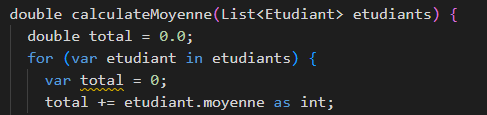 double calculateMoyenne(List<Etudiant> etudiants) {
double total = 0.0;
for (var etudiant in etudiants) {
var total = 0;
total += etudiant.moyenne as int;